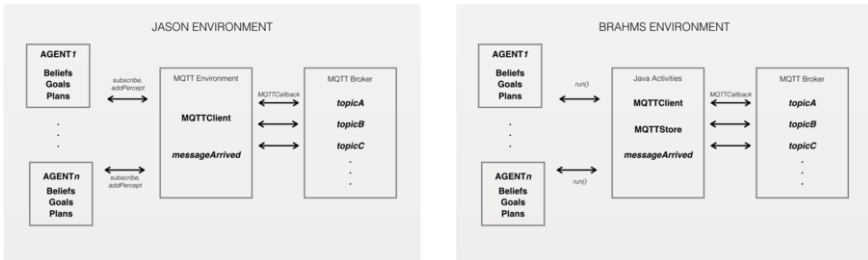 JASON ENVIRONMENT
AGENT1
Beliefs
Goals
Plans
.
.
.
AGENTn
Beliefs
Goals
Plans
subscribe,
addPercept
subscribe,
addPercept
MQTT Environment
MQTTClient
messageArrived
MQTTCallback
MQTT Broker
topicA
topicB
topicC
.
.
.
BRAHMS ENVIRONMENT
AGENT1
Beliefs
Goals
Plans
.
.
.
AGENTn
Beliefs
Goals
Plans
run()
run()
Java Activities
MQTTClient
MQTTStore
messageArrived
MQTTCallback
MQTT Broker
topicA
topicB
topicC
.
.
.